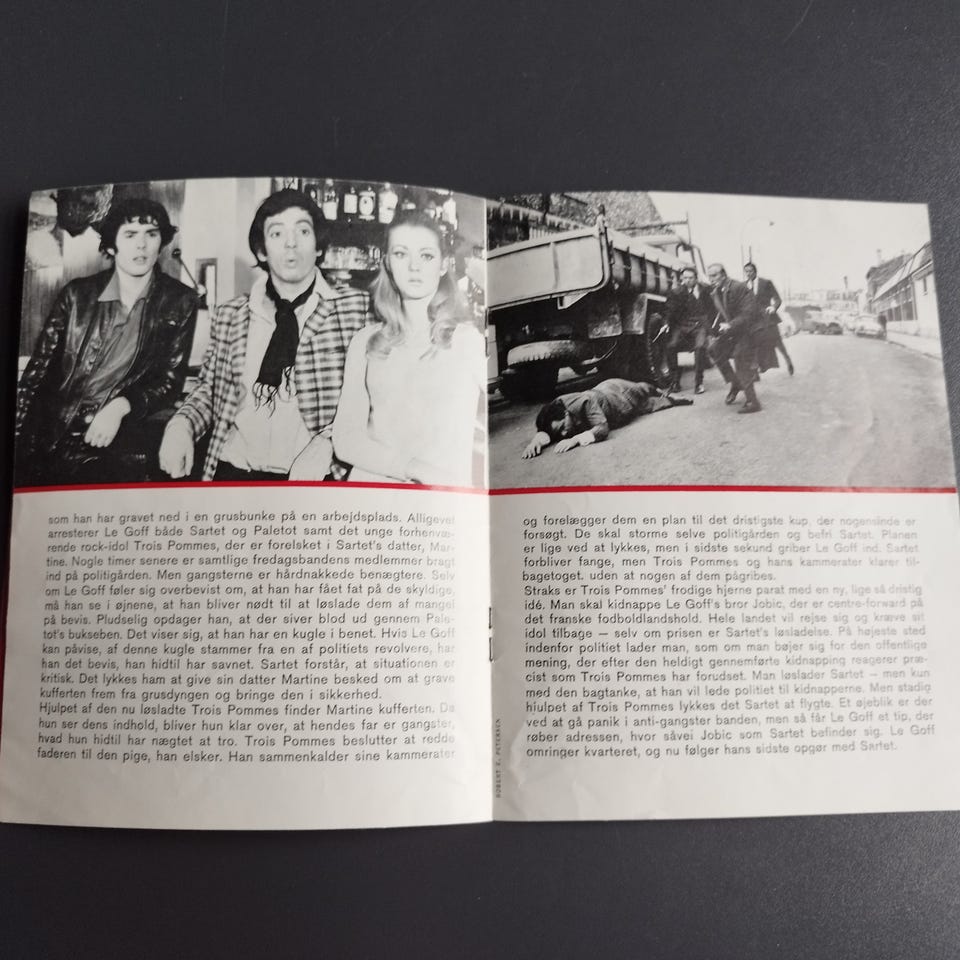 som han har gravet ned i en grusbunke på en arbejdsplads. Alligevel
arresterer Le Goff både Sartet og Paletot samt det unge forhenvæ-
rende rock-idol Trois Pommes, der er forelsket i Sartet's datter, Mar-
tine. Nogle timer senere er samtlige fredagsbandens medlemmer bragt
ind på politigården. Men gangsterne er hårdnakkede benægtere. Selv
om Le Goff føler sig overbevist om, at han har fået fat på de skyldige,
må han se i øjnene, at han bliver nødt til at løslade dem af mangel
på bevis. Pludselig opdager han, at der siver blod ud gennem Pale-
tot's bukseben. Det viser sig, at han har en kugle i benet. Hvis Le Goff
kan påvise, af denne kugle stammer fra en af politiets revolvere, har
han det bevis, han hidtil har savnet. Sartet forstår, at situationen er
kritisk. Det lykkes ham at give sin datter Martine besked om at grave
kufferten frem fra grusdyngen og bringe den i sikkerhed.
Hjulpet af den nu løsladte Trois Pommes finder Martine kufferten. Da
hun ser dens indhold, bliver hun klar over, at hendes far er gangster,
hvad hun hidtil har nægtet at tro. Trois Pommes beslutter at redde
faderen til den pige, han elsker. Han sammenkalder sine kammerater
ROBERT E. PETERSEN
og forelægger dem en plan til det dristigste kup, der nogensinde er
forsøgt. De skal storme selve politigården og befri Sartet. Planen
er lige ved at lykkes, men i sidste sekund griber Le Goff ind. Sartet
forbliver fange, men Trois Pommes og hans kammerater klarer til-
bagetoget. uden at nogen af dem pågribes.
Straks er Trois Pommes' frodige hjerne parat med en ny, lige så dristig
idé. Man skal kidnappe Le Goff's bror Jobic, der er centre-forward på
det franske fodboldlandshold. Hele landet vil rejse sig og kræve sit
idol tilbage — selv om prisen er Sartet's løsladelse. På højeste sted
indenfor politiet lader man, som om man bøjer sig for den offentlige
mening, der efter den heldigt gennemførte kidnapping reagerer præ-
cist som Trois Pommes har forudset. Man løslader Sartet — men kun
med den bagtanke, at han vil lede politiet til kidnapperne. Men stadig
hiulpet af Trois Pommes lykkes det Sartet at flygte. Et øjeblik er der
ved at gå panik i anti-gangster banden, men så får Le Goff et tip, der
røber adressen, hvor såvei Jobic som Sartet befinder sig. Le Goff
omringer kvarteret, og nu følger hans sidste opgør med Sartet.